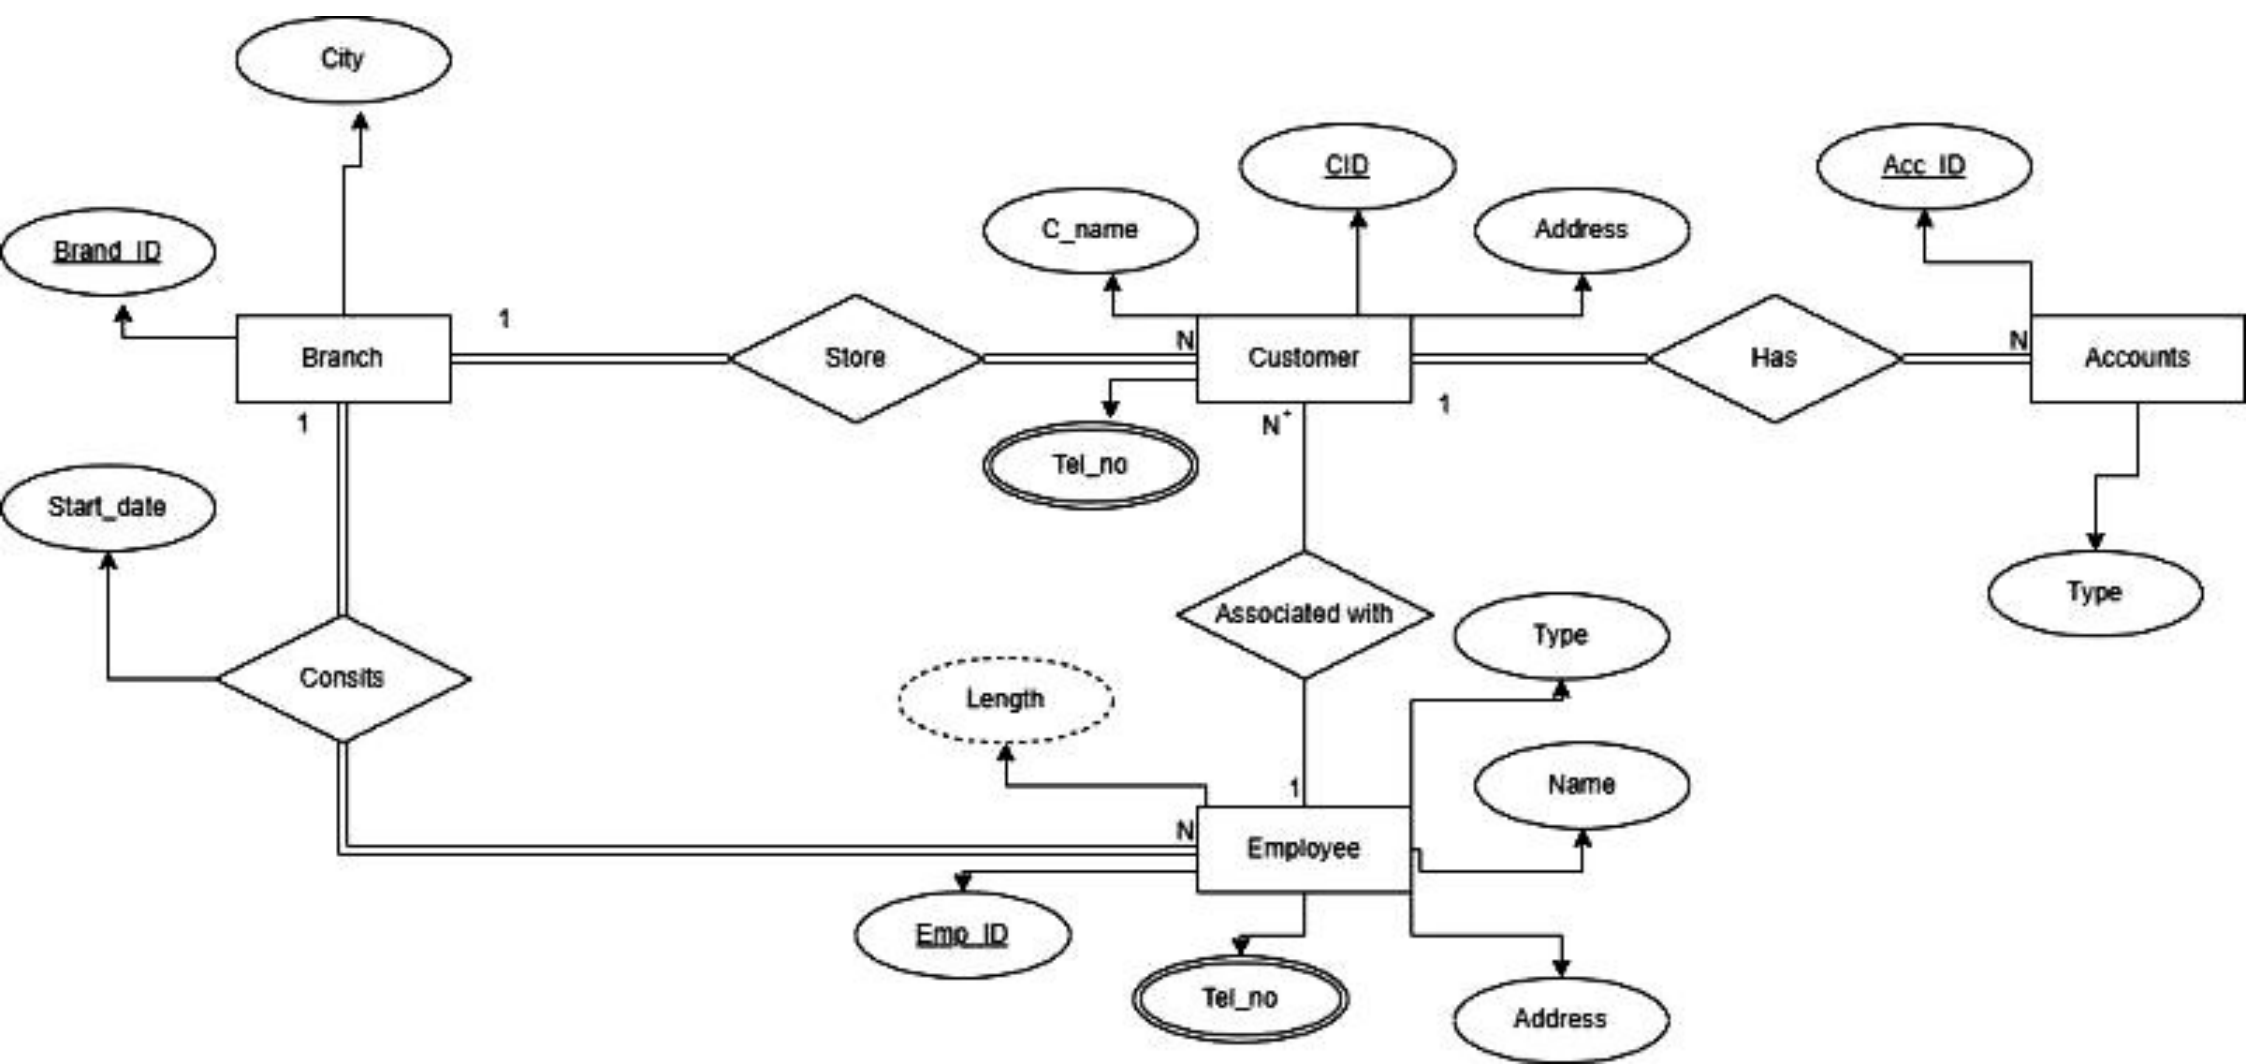 City
CID
Acc_ID
C_name
Address
Brand_ID
1
N
N
Branch
Store
Customer
Has
Accounts
1
1
N+
Tel_no
Start_date
Type
Associated with
Type
Consits
Length
Name
1
N
Employee
Emp_ID
Tel_no
Address